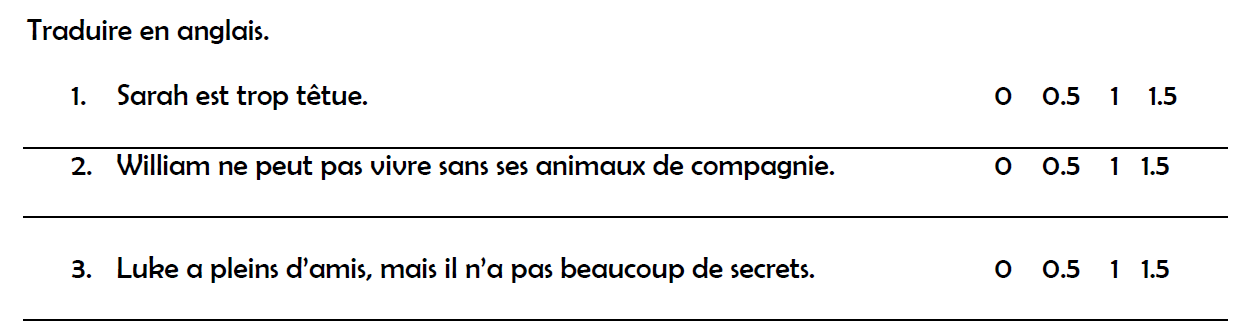 Traduire en anglais.
1. Sarah est trop têtue. 0 0.5 1 1.5
2. William ne peut pas vivre sans ses animaux de compagnie. 0 0.5 1 1.5
3. Luke a pleins d’amis, mais il n’a pas beaucoup de secrets. 0 0.5 1 1.5